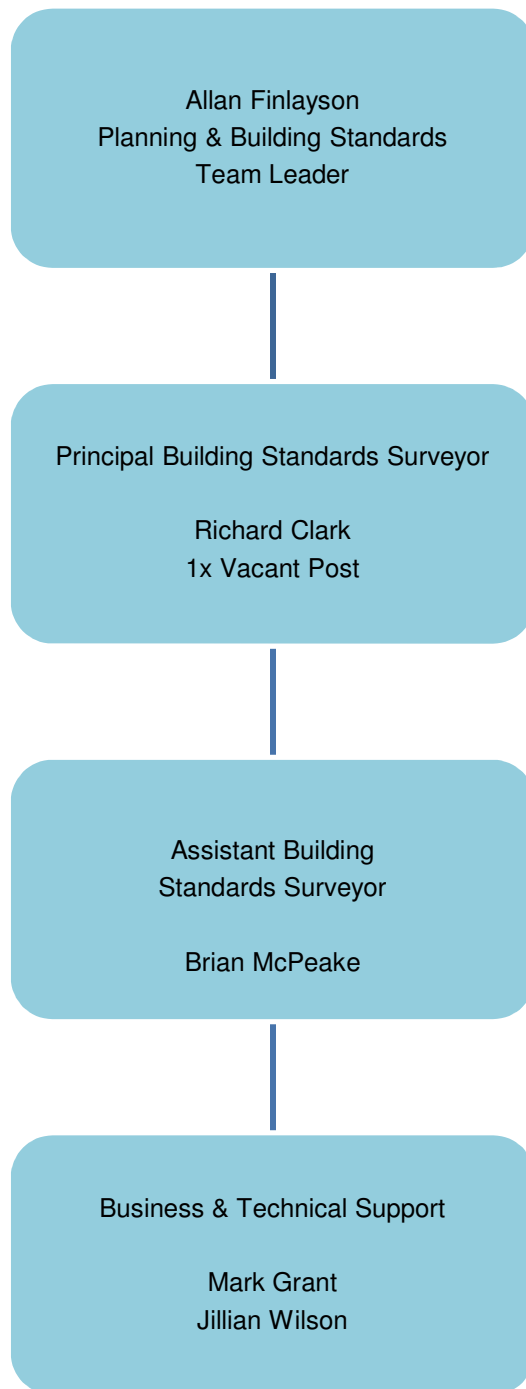 Allan Finlayson
Planning & Building Standards
Team Leader
Principal Building Standards Surveyor
Richard Clark
1x Vacant Post
Assistant Building
Standards Surveyor
Brian McPeake
Business & Technical Support
Mark Grant
Jillian Wilson